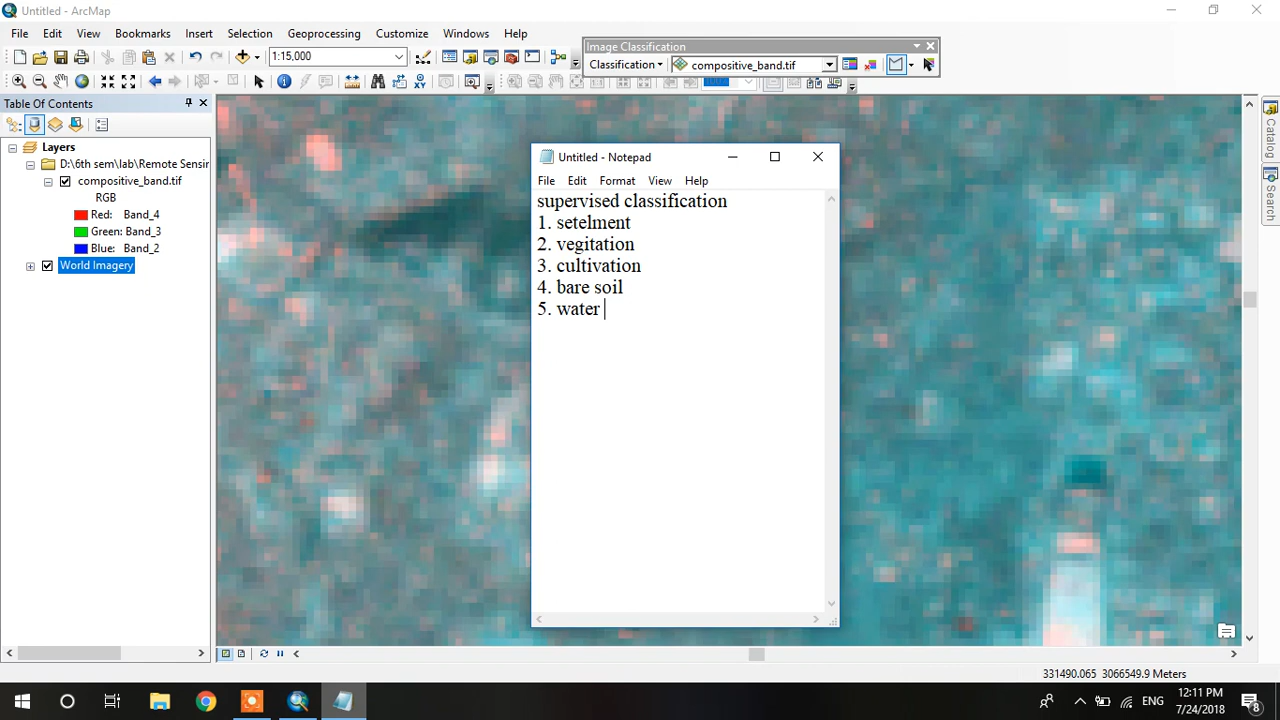 Untitled - ArcMap
File Edit View Bookmarks Insert Selection Geoprocessing Customize Windows Help
1:15,000
Image Classification
Classification compositive_band.tif
Table Of Contents
Layers
D:\6th sem\lab\Remote Sensir
compositive_band.tif
RGB
Red: Band_4
Green: Band_3
Blue: Band_2
World Imagery
Untitled - Notepad
File Edit Format View Help
supervised classification
1. setelment
2. vegitation
3. cultivation
4. bare soil
5. water
Catalog
Search
331490.065 3066549.9 Meters
ENG
12:11 PM
7/24/2018
8